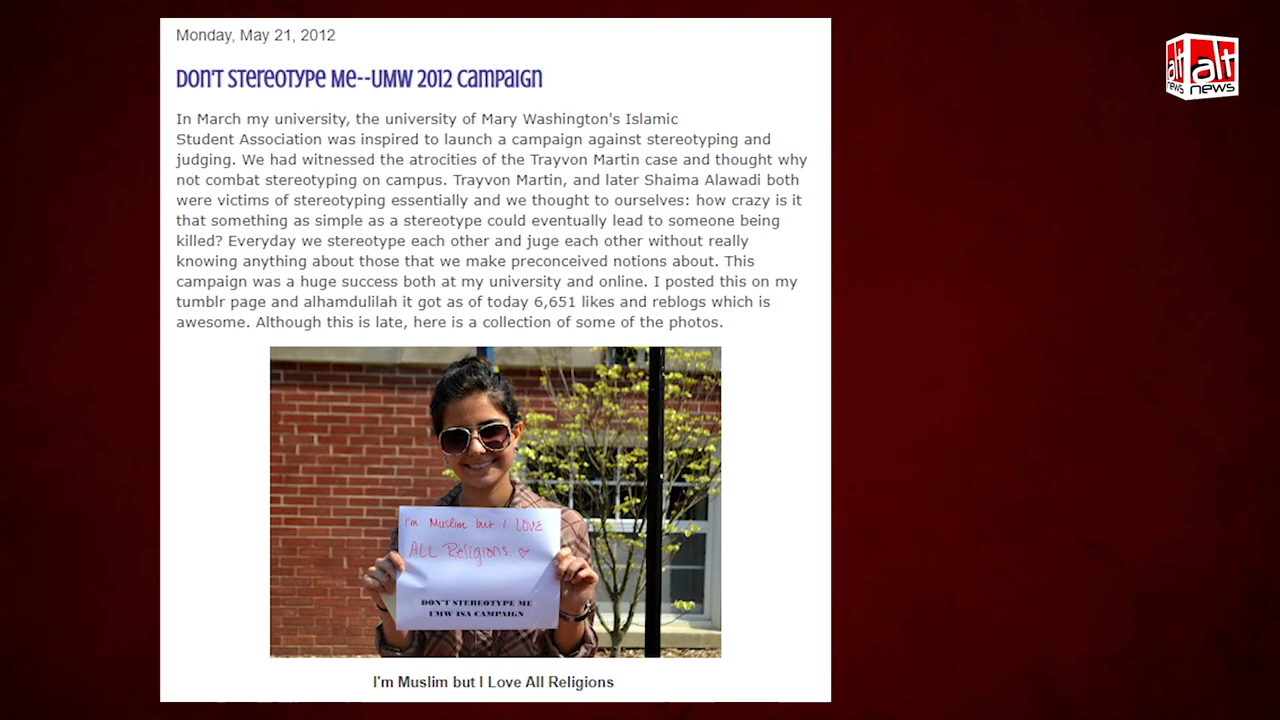 Monday, May 21, 2012
Don't Stereotype Me--UMW 2012 Campaign
In March my university, the university of Mary Washington's Islamic
Student Association was inspired to launch a campaign against stereotyping and
judging. We had witnessed the atrocities of the Trayvon Martin case and thought why
not combat stereotyping on campus. Trayvon Martin, and later Shaima Alawadi both
were victims of stereotyping essentially and we thought to ourselves: how crazy is it
that something as simple as a stereotype could eventually lead to someone being
killed? Everyday we stereotype each other and juge each other without really
knowing anything about those that we make preconceived notions about. This
campaign was a huge success both at my university and online. I posted this on my
tumblr page and alhamdulilah it got as of today 6,651 likes and reblogs which is
awesome. Although this is late, here is a collection of some of the photos.
I'm Muslim but I LOVE
ALL Religions
DON'T STEREOTYPE ME
UMW ISA CAMPAIGN
I'm Muslim but I Love All Religions
alt
news
alt
news